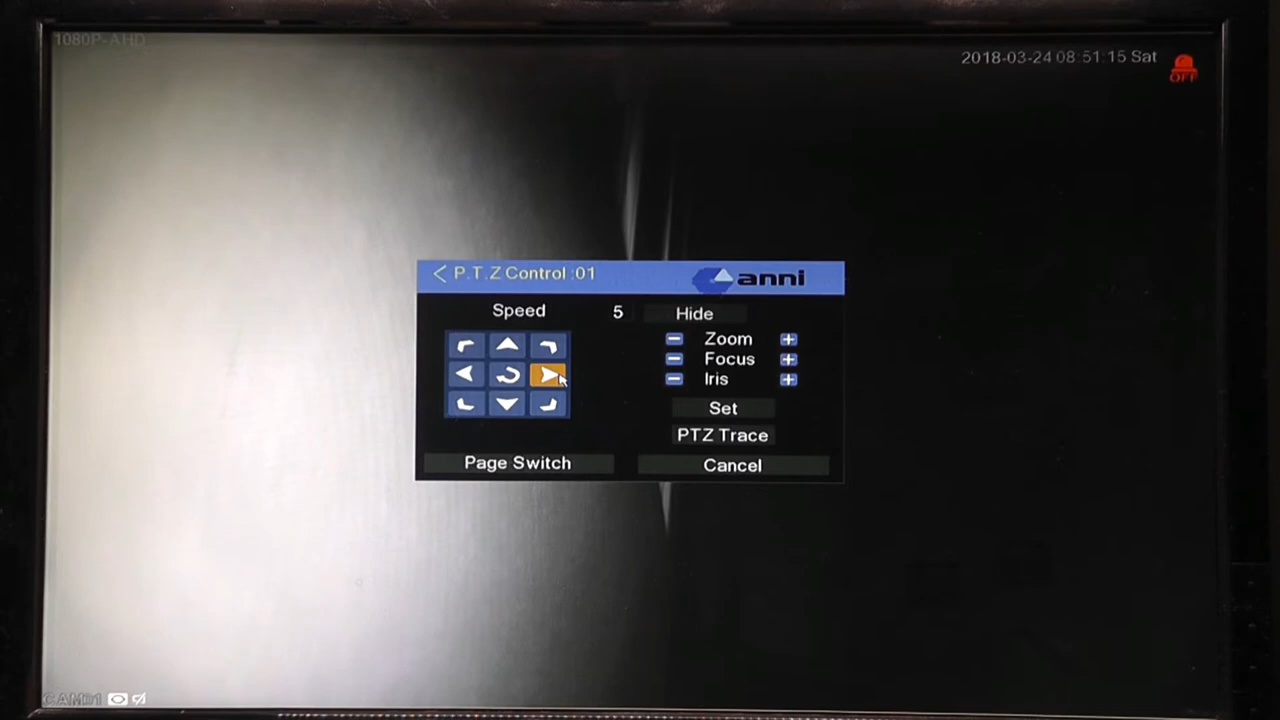 1080P-AHD
2018-03-24 08:51:15 Sat
OFF
P.T.Z Control :01
anni
Speed 5 Hide
Zoom
Focus
Iris
Set
PTZ Trace
Page Switch Cancel
CAM01